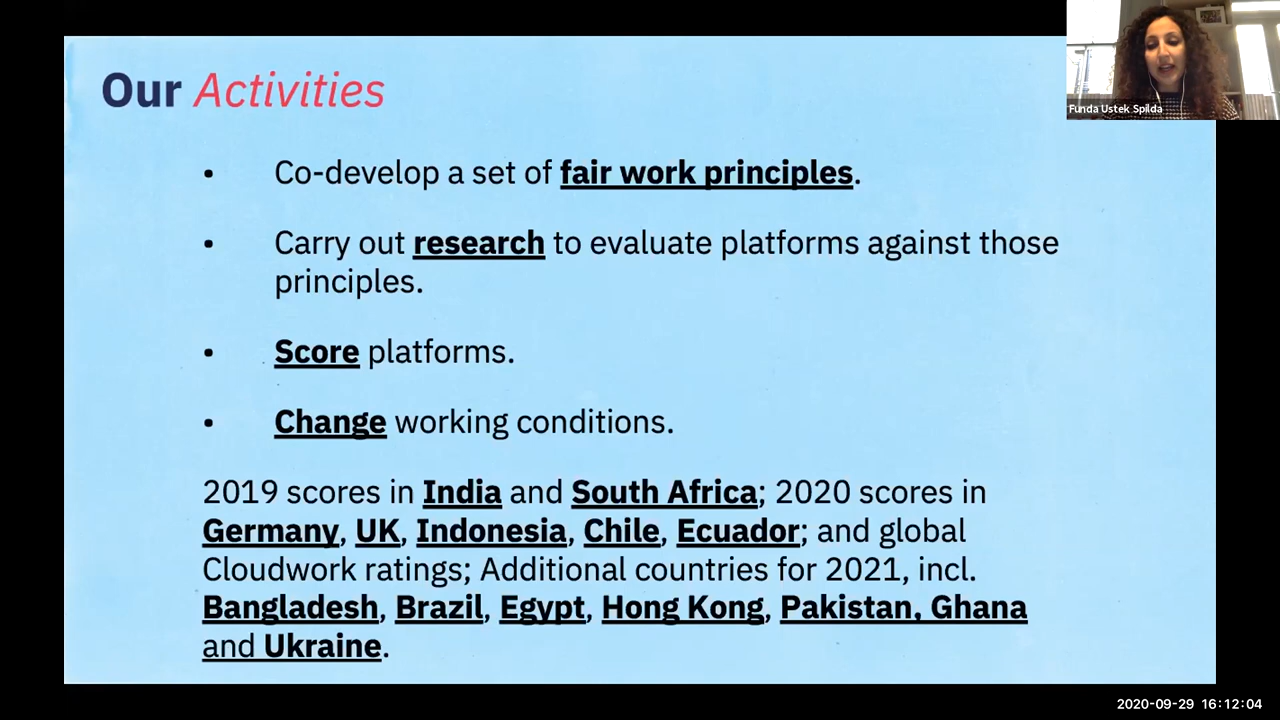 Our Activities
Funda Ustek Spilda
• Co-develop a set of fair work principles.
• Carry out research to evaluate platforms against those
principles.
• Score platforms.
• Change working conditions.
2019 scores in India and South Africa; 2020 scores in
Germany, UK, Indonesia, Chile, Ecuador; and global
Cloudwork ratings; Additional countries for 2021, incl.
Bangladesh, Brazil, Egypt, Hong Kong, Pakistan, Ghana
and Ukraine.
2020-09-29 16:12:04